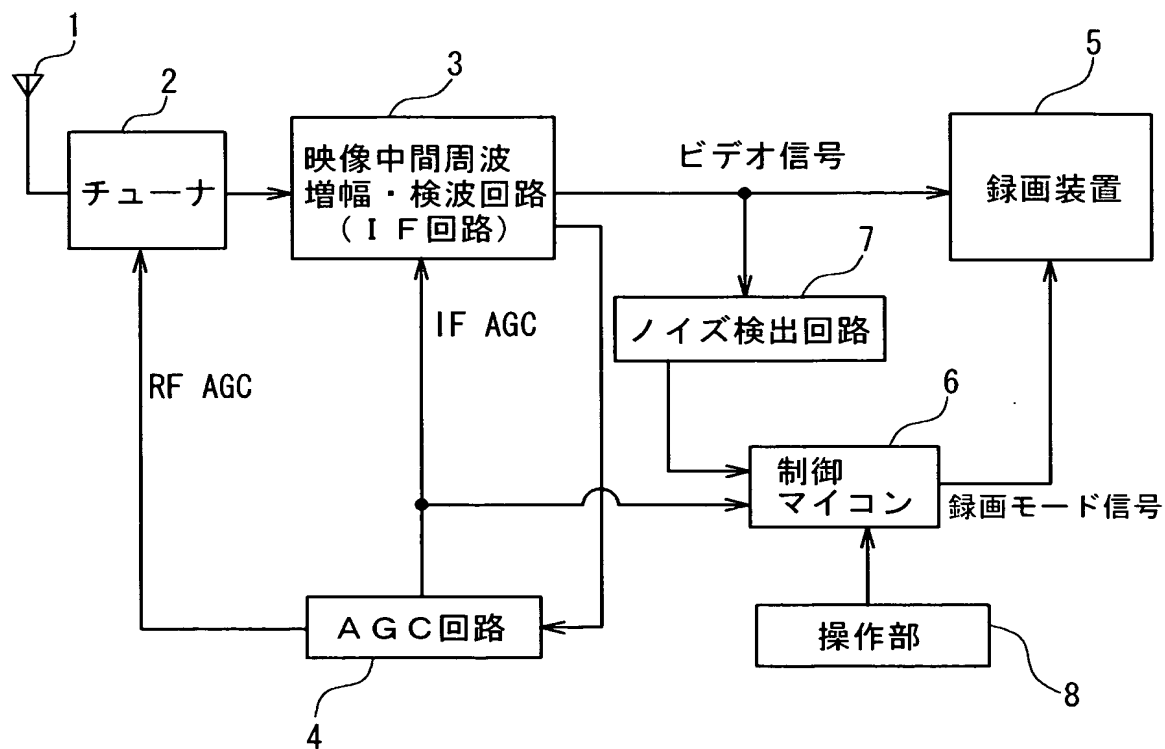 1
2
チューナ
3
映像中間周波
増幅・検波回路
(IF回路)
ビデオ信号
5
録画装置
7
ノイズ検出回路
IF AGC
RF AGC
6
制御
マイコン
録画モード信号
AGC回路
4
操作部
8